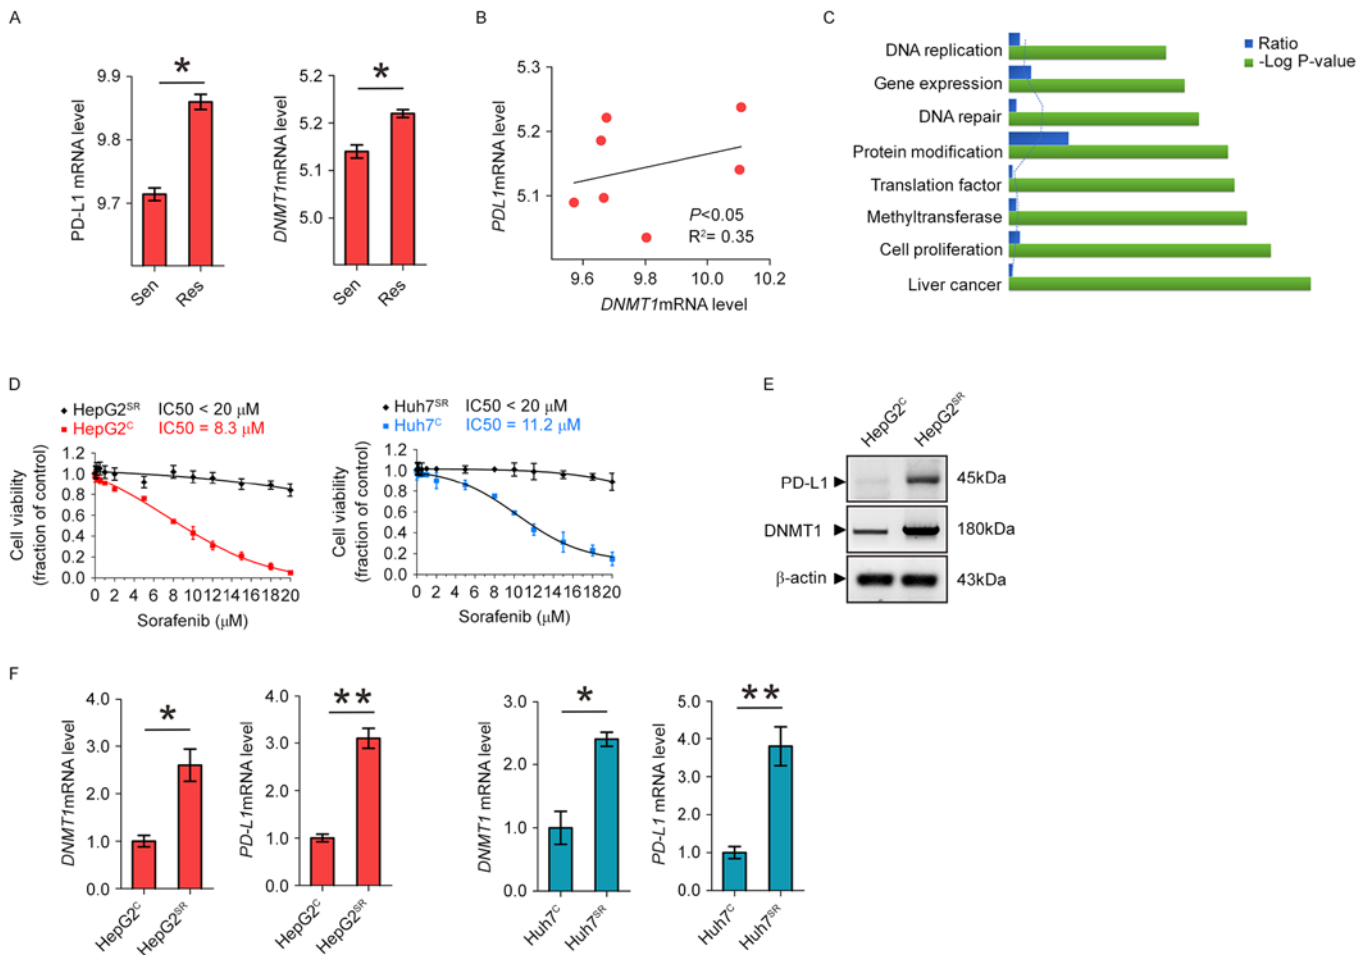 A
PD-L1 mRNA level
9.9
9.8
9.7
*
Sen
Res
DNMT1mRNA level
5.2
5.2
5.1
5.0
*
Sen
Res
B
PDL1mRNA level
5.3
5.2
5.1
9.6
9.8
10.0
10.2
P<0.05
R²= 0.35
DNMT1mRNA level
C
DNA replication
Gene expression
DNA repair
Protein modification
Translation factor
Methyltransferase
Cell proliferation
Liver cancer
Ratio
-Log P-value
D
HepG2ˢᴿ IC50 < 20 μM
HepG2ᶜ IC50 = 8.3 μM
Cell viability
(fraction of control)
1.2
1.0
0.8
0.6
0.4
0.2
0.0
0 2 4 6 8 10 12 14 16 18 20
Sorafenib (μM)
Huh7ˢᴿ IC50 < 20 μM
Huh7ᶜ IC50 = 11.2 μM
Cell viability
(fraction of control)
1.2
1.0
0.8
0.6
0.4
0.2
0.0
0 2 4 6 8 10 12 14 16 18 20
Sorafenib (μM)
E
HepG2ᶜ
HepG2ˢᴿ
PD-L1 45kDa
DNMT1 180kDa
β-actin 43kDa
F
DNMT1mRNA level
4.0
3.0
2.0
1.0
0.0
*
HepG2ᶜ
HepG2ˢᴿ
PD-L1mRNA level
4.0
3.0
2.0
1.0
0.0
**
HepG2ᶜ
HepG2ˢᴿ
DNMT1 mRNA level
3.0
2.0
1.0
0.0
*
Huh7ᶜ
Huh7ˢᴿ
PD-L1 mRNA level
5.0
4.0
3.0
2.0
1.0
0.0
**
Huh7ᶜ
Huh7ˢᴿ